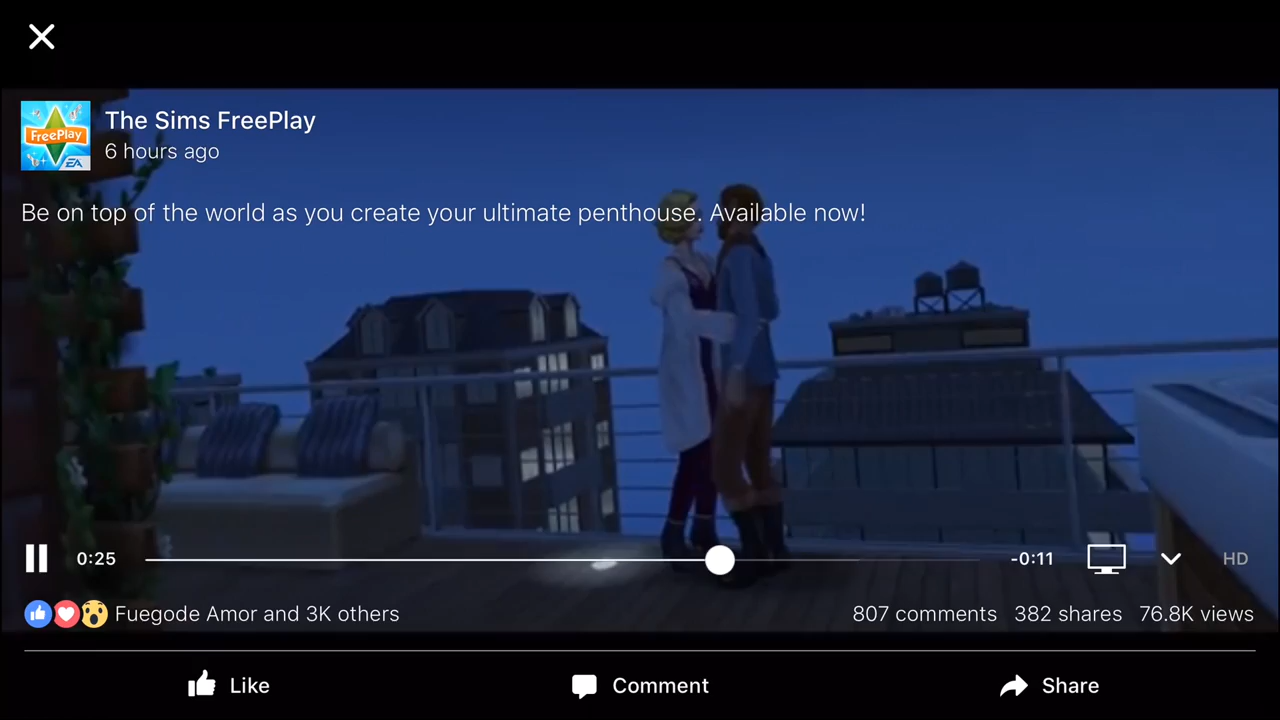 The Sims FreePlay
FreePlay
EA
6 hours ago
Be on top of the world as you create your ultimate penthouse. Available now!
0:25
-0:11
HD
Fuegode Amor and 3K others
807 comments 382 shares 76.8K views
Like Comment Share